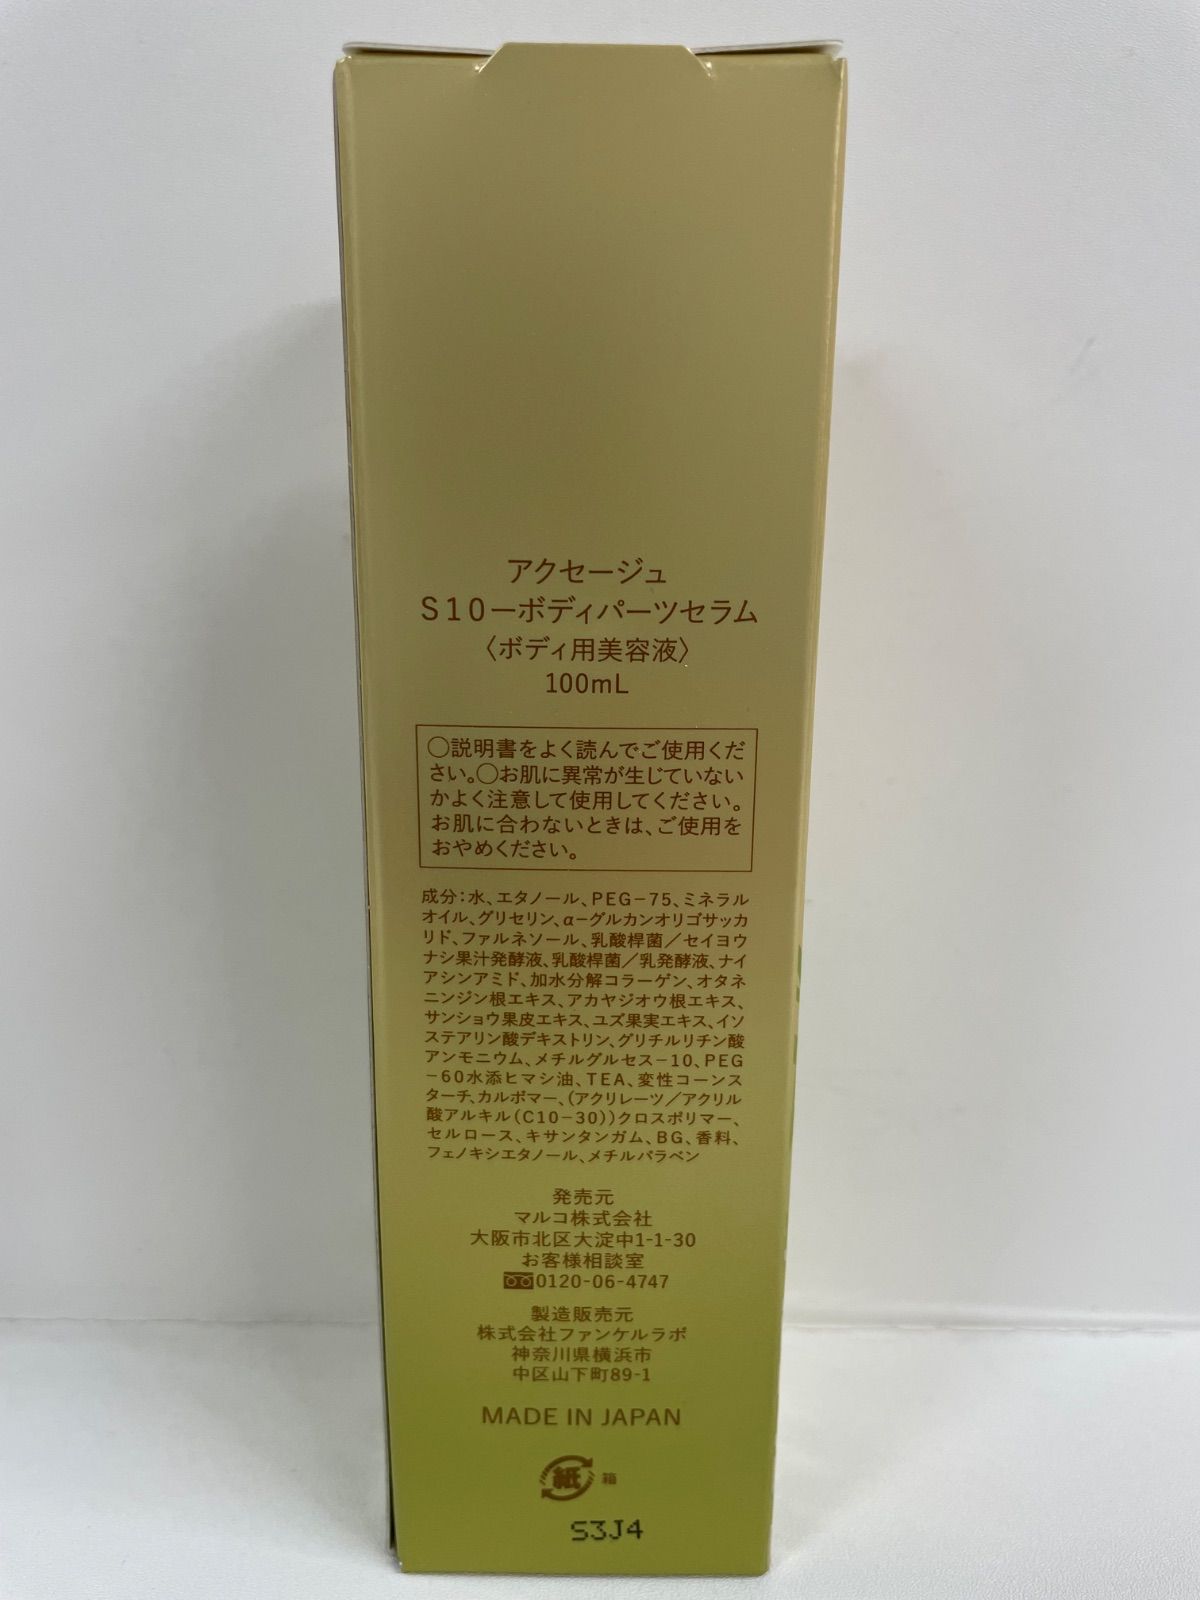 アクセージュ
S10ーボディパーツセラム
〈ボディ用美容液〉
100mL
○説明書をよく読んでご使用くだ
さい。○お肌に異常が生じていない
かよく注意して使用してください。
お肌に合わないときは、ご使用を
おやめください。
成分：水、エタノール、PEG－75、ミネラル
オイル、グリセリン、α－グルカンオリゴサッカ
リド、ファルネソール、乳酸桿菌／セイヨウ
ナシ果汁発酵液、乳酸桿菌／乳発酵液、ナイ
アシンアミド、加水分解コラーゲン、オタネ
ニンジン根エキス、アカヤジオウ根エキス、
サンショウ果皮エキス、ユズ果実エキス、イソ
ステアリン酸デキストリン、グリチルリチン酸
アンモニウム、メチルグルセス－10、PEG
－60水添ヒマシ油、TEA、変性コーンス
ターチ、カルボマー、（アクリレーツ／アクリル
酸アルキル（C10－30））クロスポリマー、
セルロース、キサンタンガム、BG、香料、
フェノキシエタノール、メチルパラベン
発売元
マルコ株式会社
大阪市北区大淀中1-1-30
お客様相談室
0120-06-4747
製造販売元
株式会社ファンケルラボ
神奈川県横浜市
中区山下町89-1
MADE IN JAPAN
紙 箱
S3J4